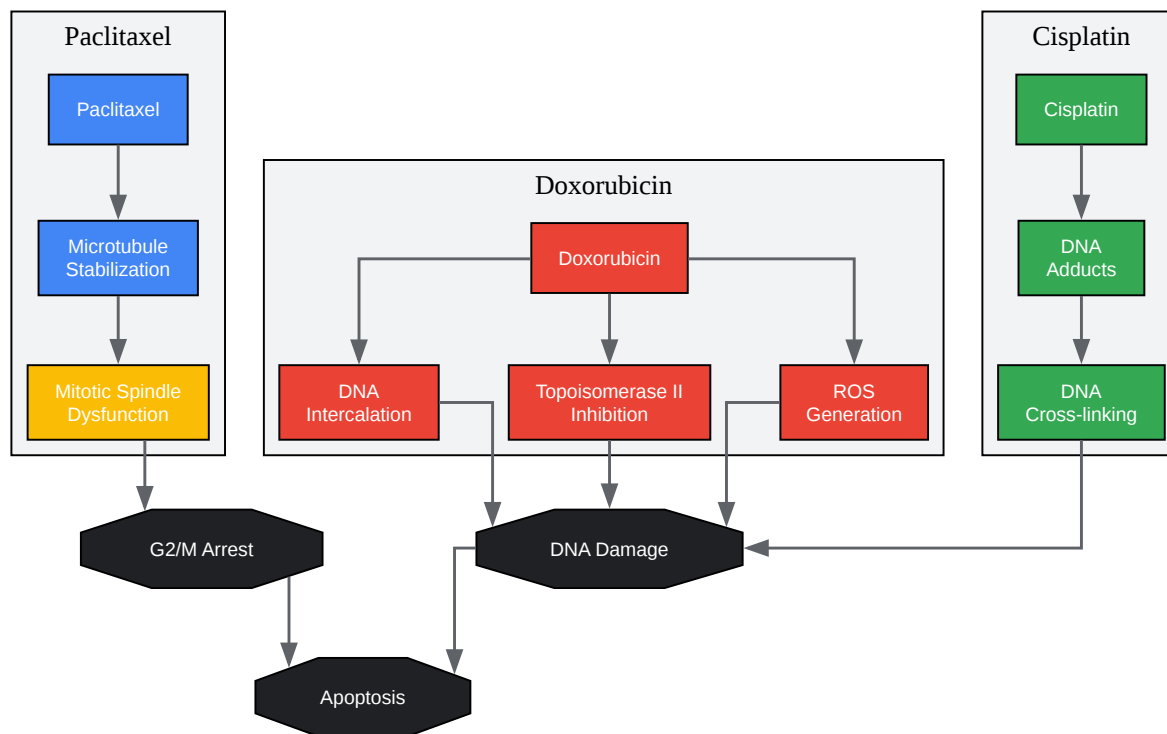 Paclitaxel
Paclitaxel
Microtubule
Stabilization
Mitotic Spindle
Dysfunction
Doxorubicin
Doxorubicin
DNA
Intercalation
Topoisomerase II
Inhibition
ROS
Generation
Cisplatin
Cisplatin
DNA
Adducts
DNA
Cross-linking
G2/M Arrest
DNA Damage
Apoptosis